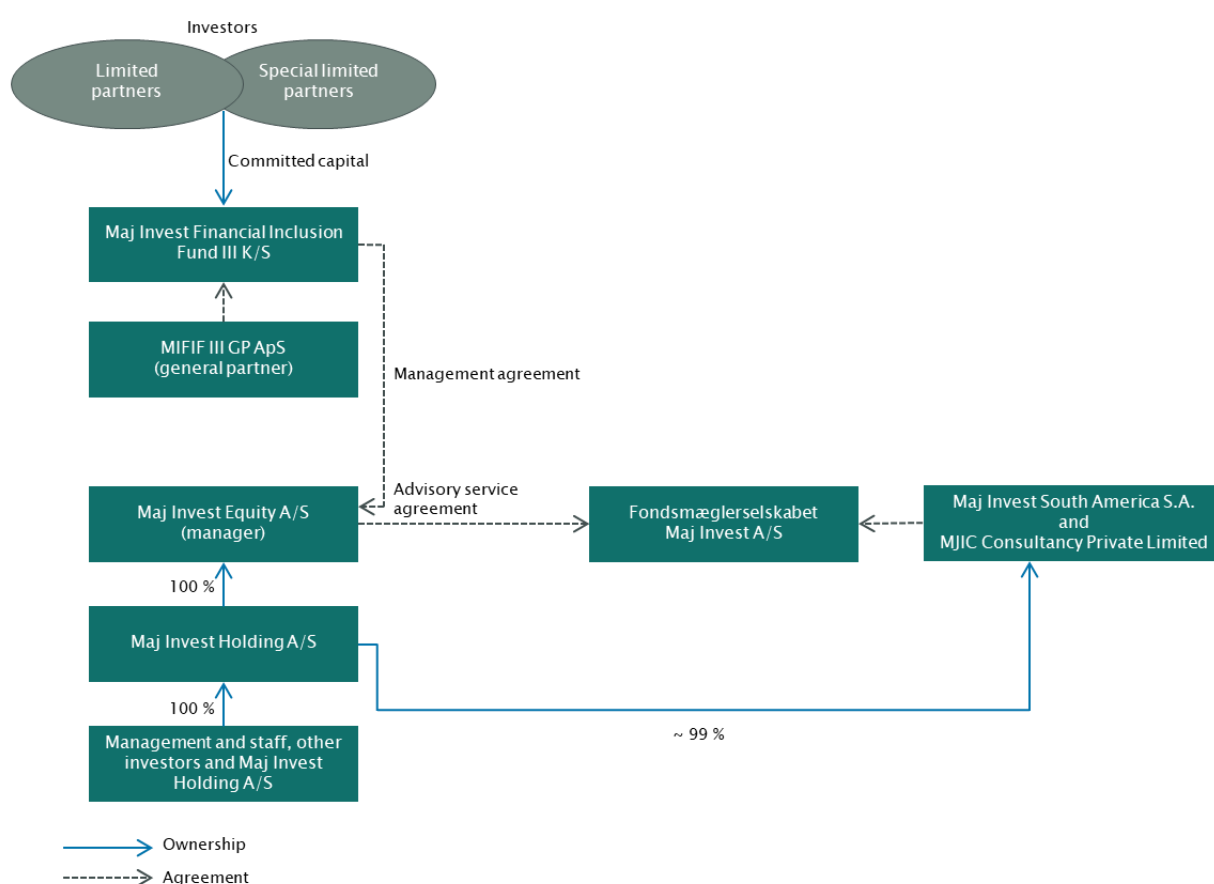 Investors
Limited
partners
Special limited
partners
Committed capital
Maj Invest Financial Inclusion
Fund III K/S
MIFIF III GP ApS
(general partner)
Management agreement
Maj Invest Equity A/S
(manager)
Advisory service
agreement
Fondsmæglerselskabet
Maj Invest A/S
Maj Invest South America S.A.
and
MJIC Consultancy Private Limited
100 %
Maj Invest Holding A/S
100 %
~ 99 %
Management and staff, other
investors and Maj Invest
Holding A/S
Ownership
Agreement